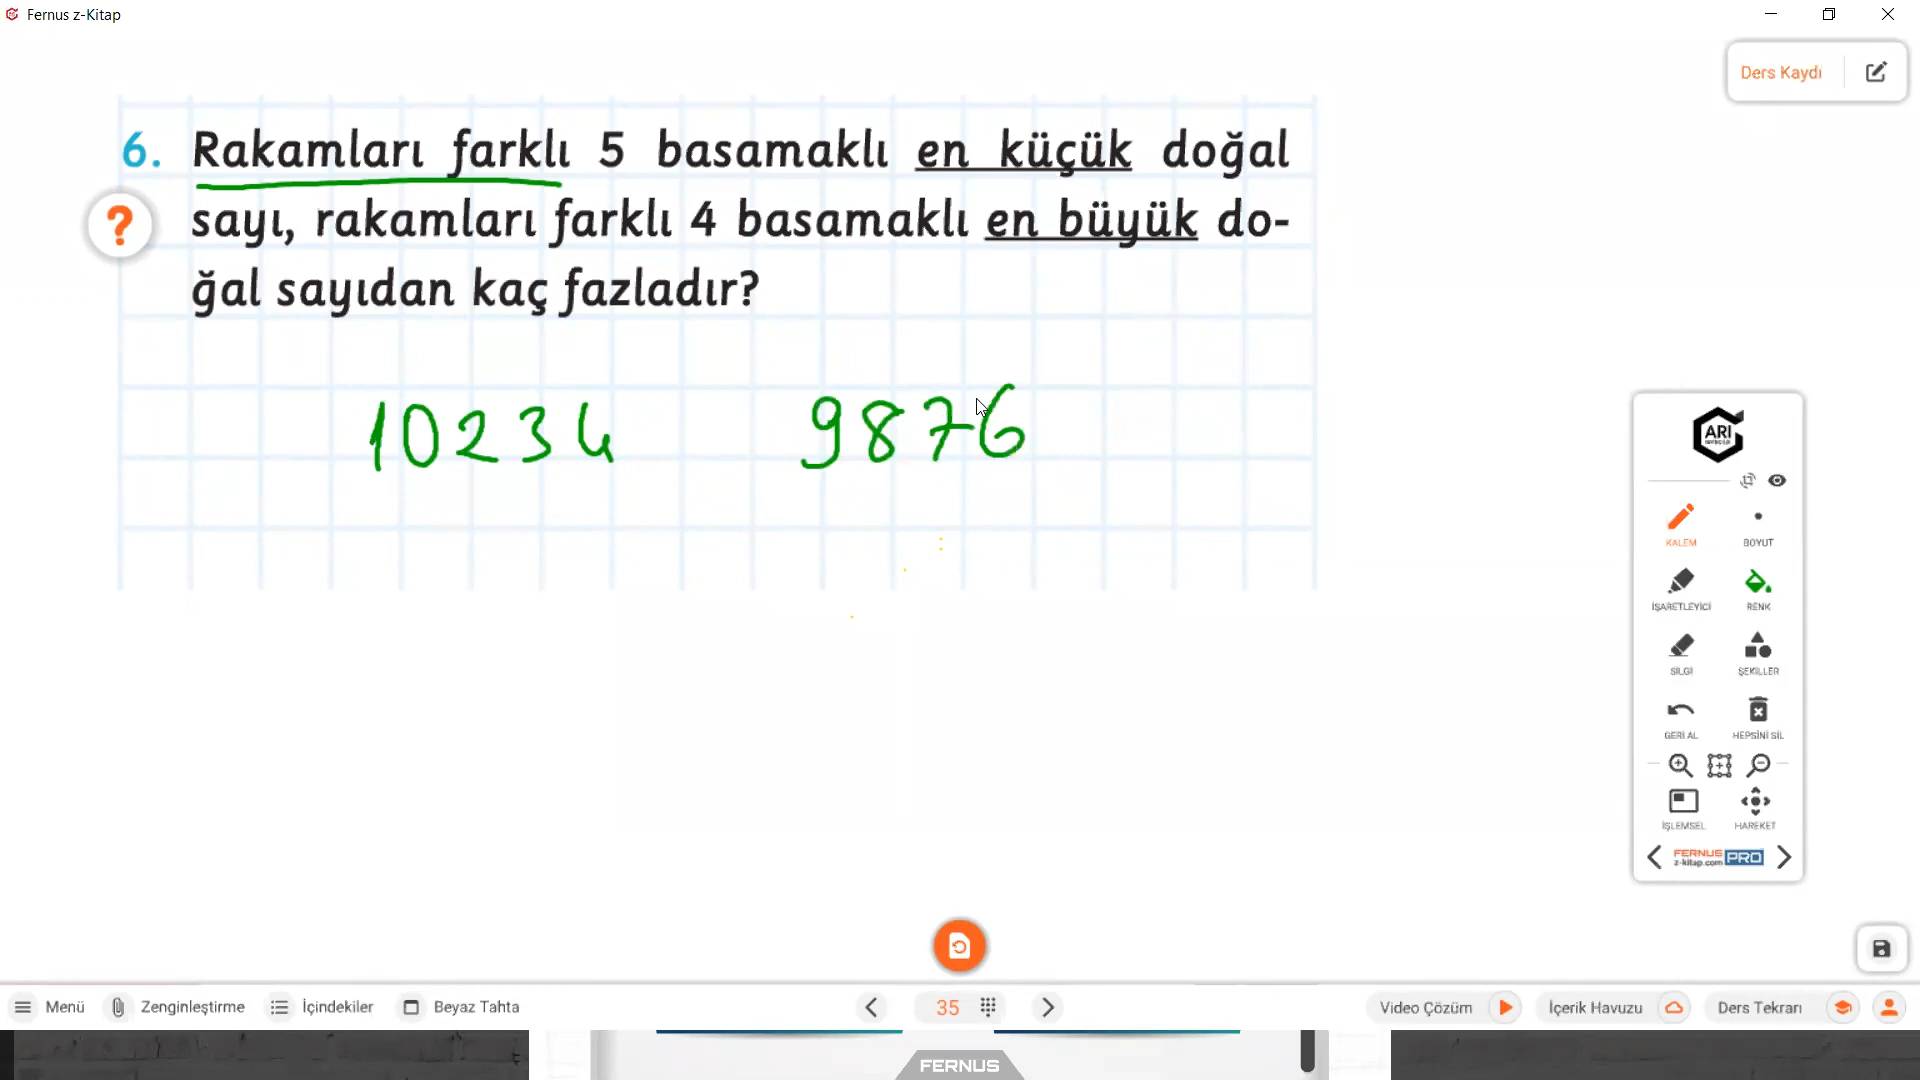 Fernus z-Kitap
Ders Kaydı
6. Rakamları farklı 5 basamaklı en küçük doğal
sayı, rakamları farklı 4 basamaklı en büyük do-
ğal sayıdan kaç fazladır?
?
10234 9876
ARI
KALEM BOYUT
İŞARETLEYİCİ RENK
SİLGİ ŞEKİLLER
GERİ AL HEPSİNİ SİL
İŞLEMSEL HAREKET
FERNUS PRO
z-kitap.com
Menü Zenginleştirme İçindekiler Beyaz Tahta 35 Video Çözüm İçerik Havuzu Ders Tekrarı
FERNUS